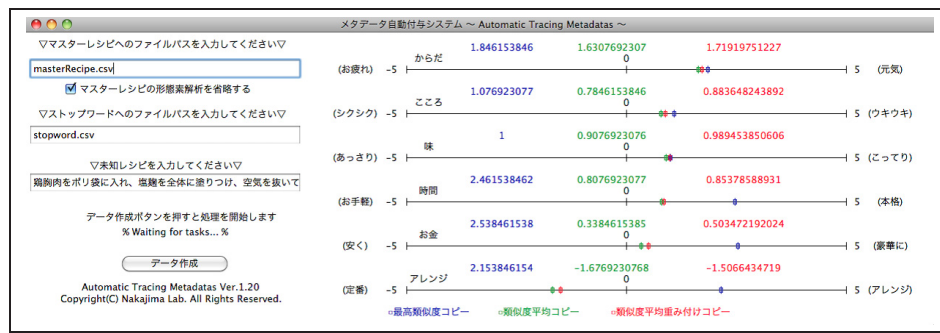 メタデータ自動付与システム ～ Automatic Tracing Metadatas ～
▽マスターレシピへのファイルパスを入力してください▽
masterRecipe.csv
マスターレシピの形態素解析を省略する
▽ストップワードへのファイルパスを入力してください▽
stopword.csv
▽未知レシピを入力してください▽
鶏胸肉をポリ袋に入れ、塩麹を全体に塗りつけ、空気を抜いて
データ作成ボタンを押すと処理を開始します
% Waiting for tasks... %
データ作成
Automatic Tracing Metadatas Ver.1.20
Copyright(C) Nakajima Lab. All Rights Reserved.
からだ 1.846153846 1.6307692307 1.71919751227
0
(お疲れ) -5 5 (元気)
こころ 1.076923077 0.7846153846 0.883648243892
0
(シクシク) -5 5 (ウキウキ)
味 1 0.9076923076 0.989453850606
0
(あっさり) -5 5 (こってり)
時間 2.461538462 0.8076923077 0.85378588931
0
(お手軽) -5 5 (本格)
お金 2.538461538 0.3384615385 0.503472192024
0
(安く) -5 5 (豪華に)
アレンジ 2.153846154 -1.6769230768 -1.5066434719
0
(定番) -5 5 (アレンジ)
▫最高類似度コピー ▫類似度平均コピー ▫類似度平均重み付けコピー